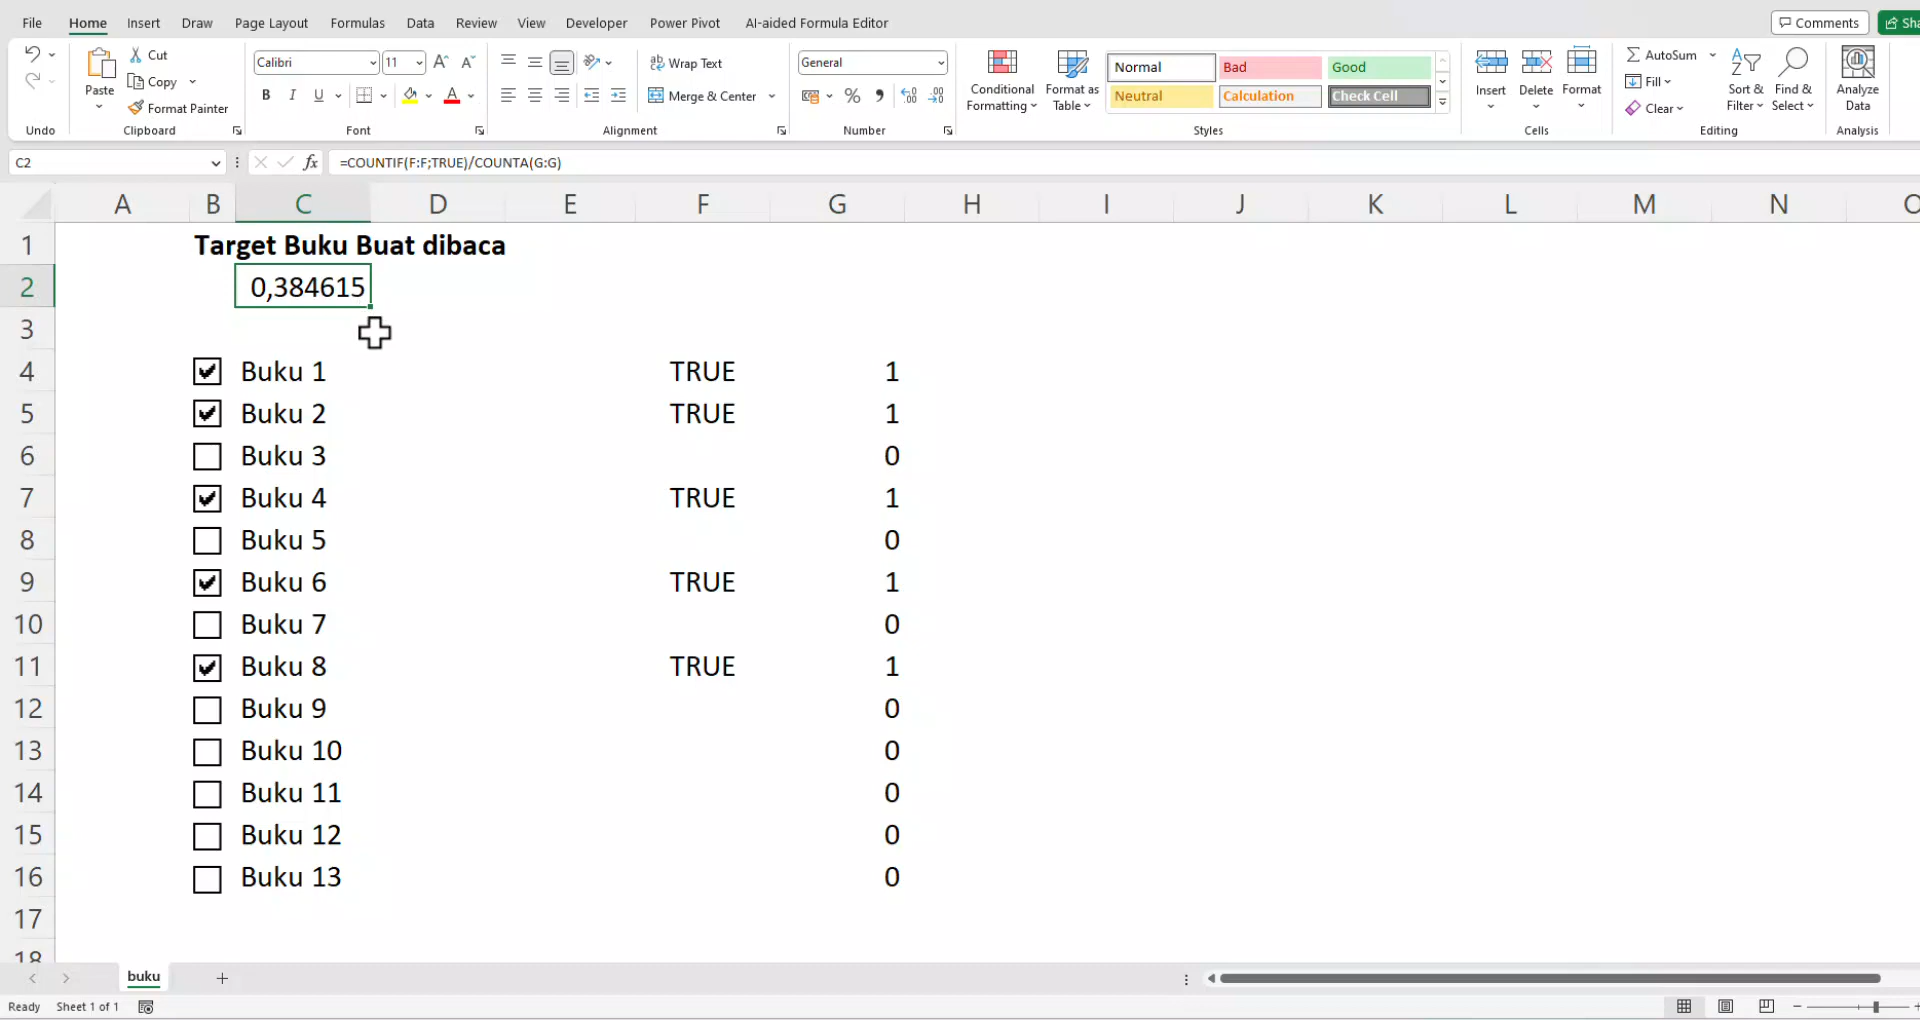 File Home Insert Draw Page Layout Formulas Data Review View Developer Power Pivot AI-aided Formula Editor Comments Sha
Paste Cut Copy Format Painter
Calibri 11
B I U A
Wrap Text
Merge & Center
General
% 9
Conditional Formatting
Format as Table
Normal Bad Good
Neutral Calculation Check Cell
Insert Delete Format
AutoSum
Fill
Clear
Sort & Filter
Find & Select
Analyze Data
Undo Clipboard Font Alignment Number Styles Cells Editing Analysis
C2 fx =COUNTIF(F:F;TRUE)/COUNTA(G:G)
A B C D E F G H I J K L M N O
1 Target Buku Buat dibaca
2 0,384615
3
4 Buku 1 TRUE 1
5 Buku 2 TRUE 1
6 Buku 3 0
7 Buku 4 TRUE 1
8 Buku 5 0
9 Buku 6 TRUE 1
10 Buku 7 0
11 Buku 8 TRUE 1
12 Buku 9 0
13 Buku 10 0
14 Buku 11 0
15 Buku 12 0
16 Buku 13 0
17
18
buku
Ready Sheet 1 of 1